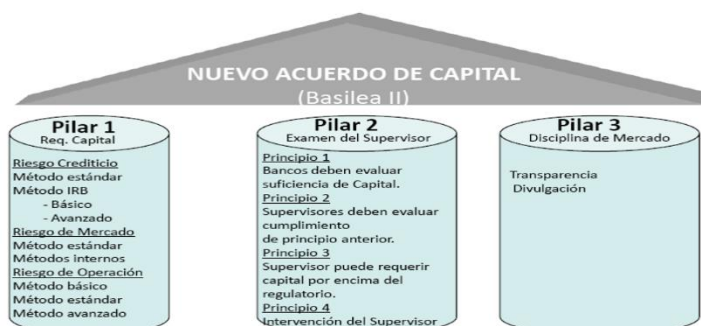 NUEVO ACUERDO DE CAPITAL
(Basilea II)
Pilar 1
Req. Capital
Riesgo Crediticio
Método estándar
Método IRB
- Básico
- Avanzado
Riesgo de Mercado
Método estándar
Métodos internos
Riesgo de Operación
Método básico
Método estándar
Método avanzado
Pilar 2
Examen del Supervisor
Principio 1
Bancos deben evaluar
suficiencia de Capital.
Principio 2
Supervisores deben evaluar
cumplimiento
de principio anterior.
Principio 3
Supervisor puede requerir
capital por encima del
regulatorio.
Principio 4
Intervención del Supervisor
Pilar 3
Disciplina de Mercado
Transparencia
Divulgación